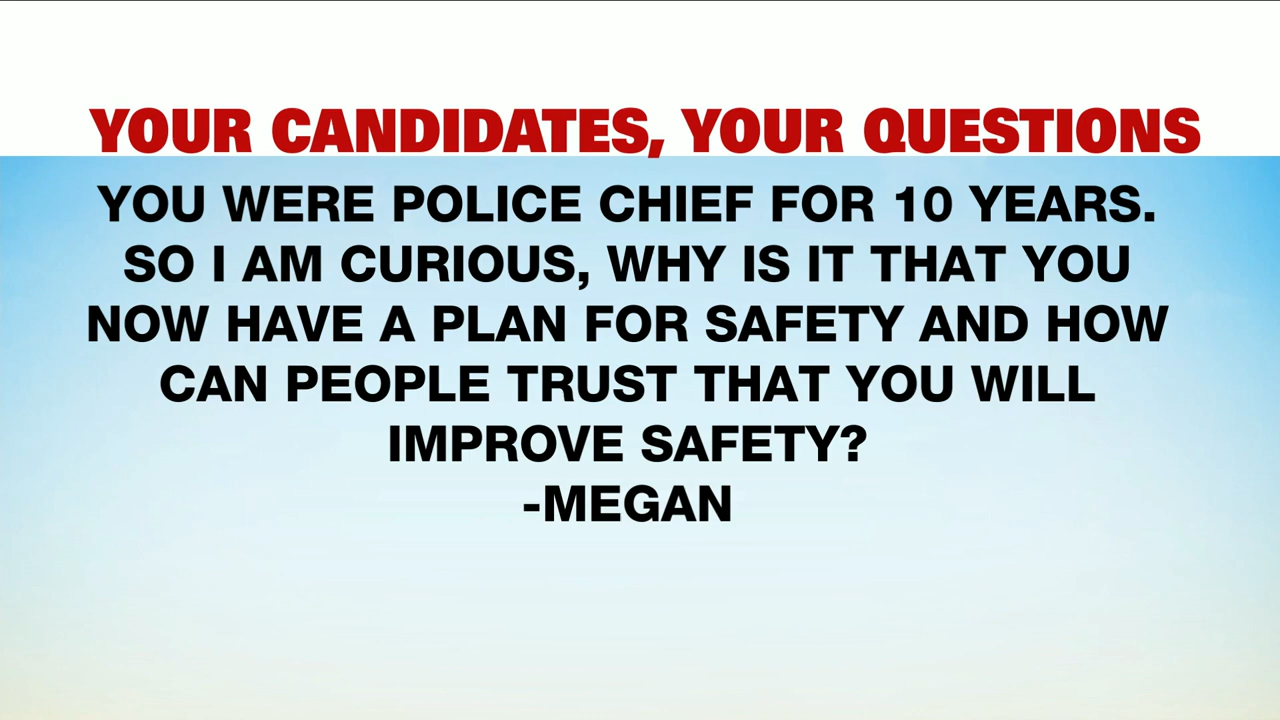 YOUR CANDIDATES, YOUR QUESTIONS
YOU WERE POLICE CHIEF FOR 10 YEARS.
SO I AM CURIOUS, WHY IS IT THAT YOU
NOW HAVE A PLAN FOR SAFETY AND HOW
CAN PEOPLE TRUST THAT YOU WILL
IMPROVE SAFETY?
-MEGAN